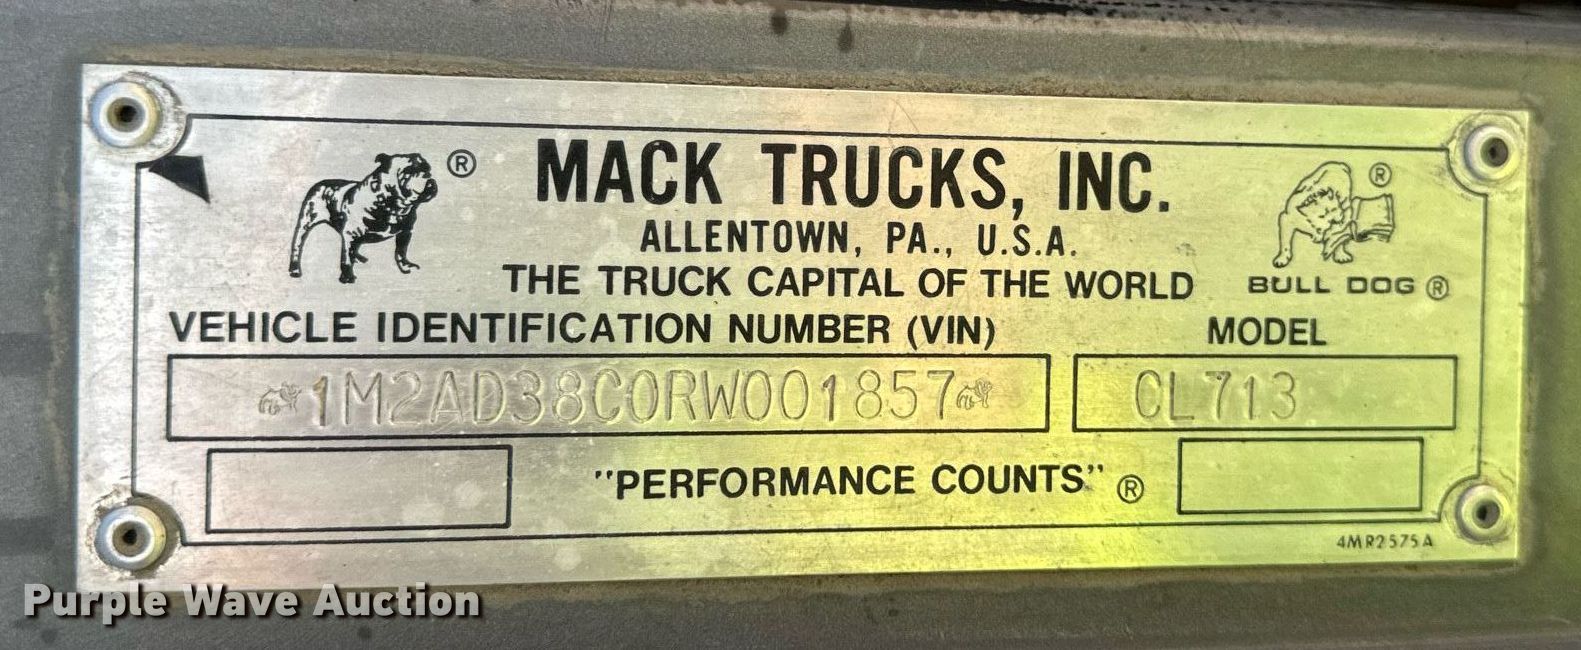 ® MACK TRUCKS, INC. ®
ALLENTOWN, PA., U.S.A.
THE TRUCK CAPITAL OF THE WORLD BULL DOG ®
VEHICLE IDENTIFICATION NUMBER (VIN) MODEL
1M2AD38C0RW001857 CL713
"PERFORMANCE COUNTS" ®
4MR2575A
Purple Wave Auction